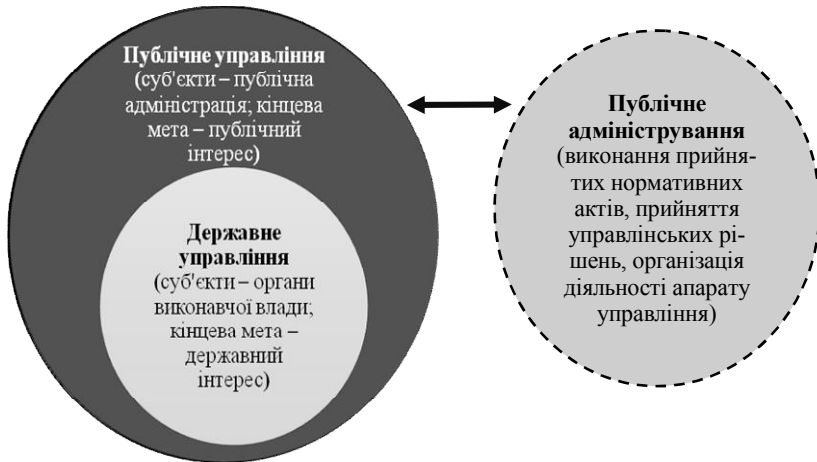 Публічне управління
(суб'єкти – публічна
адміністрація; кінцева
мета – публічний
інтерес)
Державне
управління
(суб'єкти – органи
виконавчої влади;
кінцева мета –
державний
інтерес)
Публічне
адміністрування
(виконання прийня-
тих нормативних
актів, прийняття
управлінських рі-
шень, організація
діяльності апарату
управління)